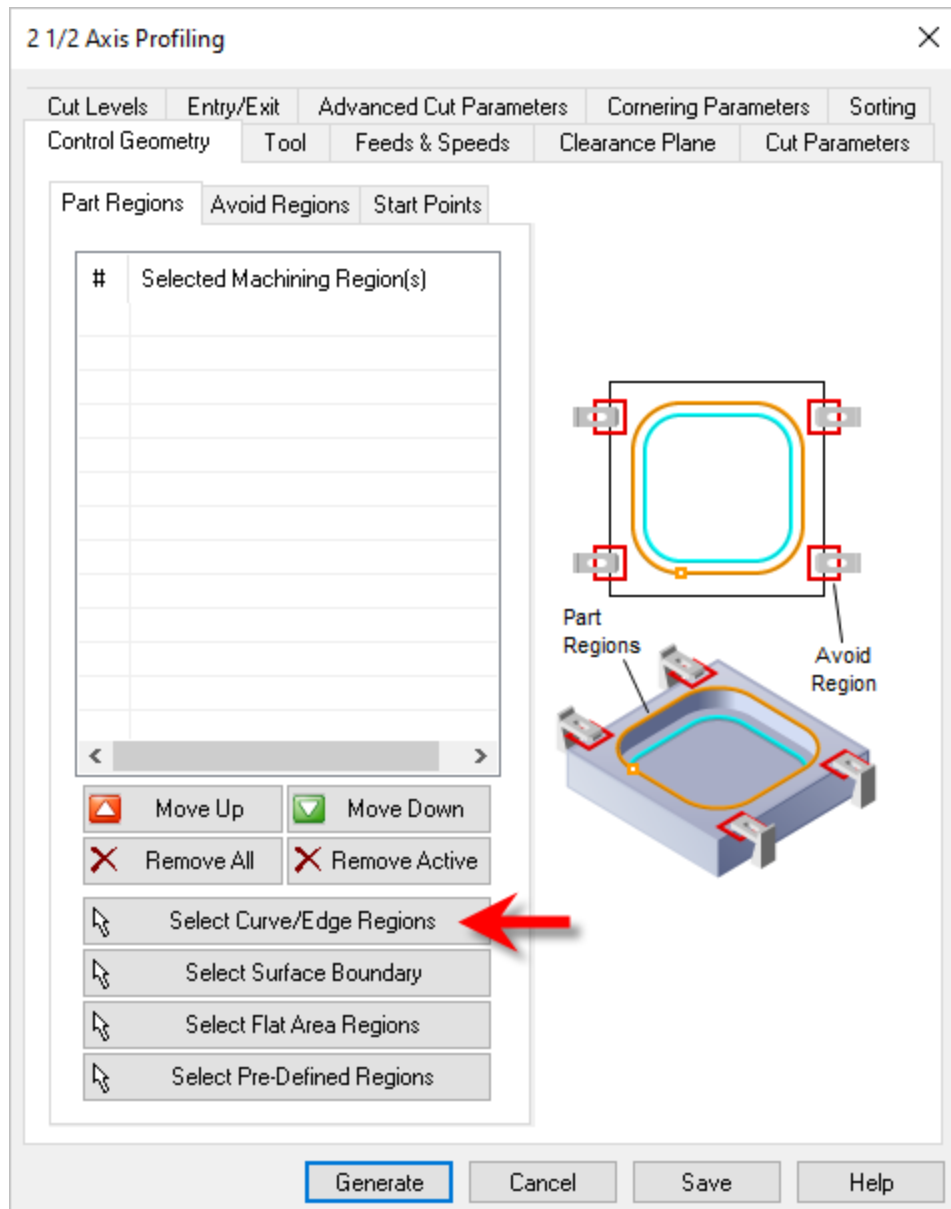 2 1/2 Axis Profiling
Cut Levels Entry/Exit Advanced Cut Parameters Cornering Parameters Sorting
Control Geometry Tool Feeds & Speeds Clearance Plane Cut Parameters
Part Regions Avoid Regions Start Points
# Selected Machining Region(s)
Part
Regions
Avoid
Region
Move Up Move Down
Remove All Remove Active
Select Curve/Edge Regions
Select Surface Boundary
Select Flat Area Regions
Select Pre-Defined Regions
Generate Cancel Save Help